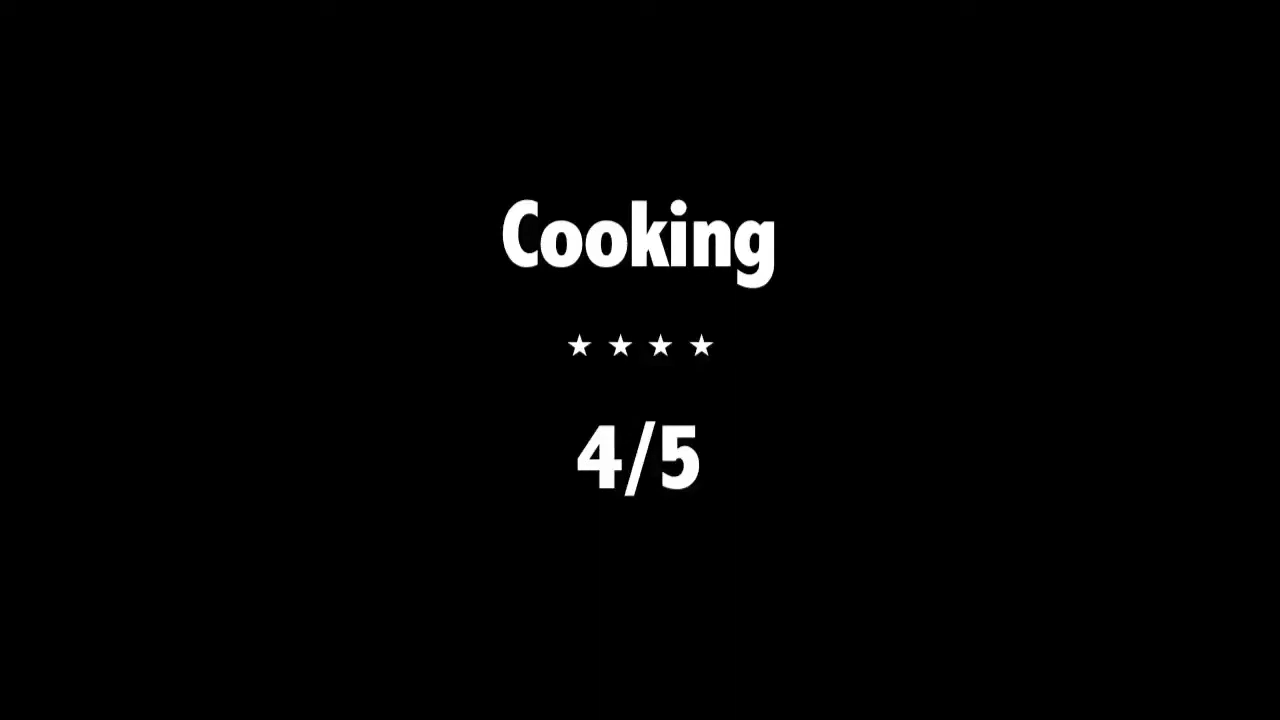 Cooking
★ ★ ★ ★
4/5